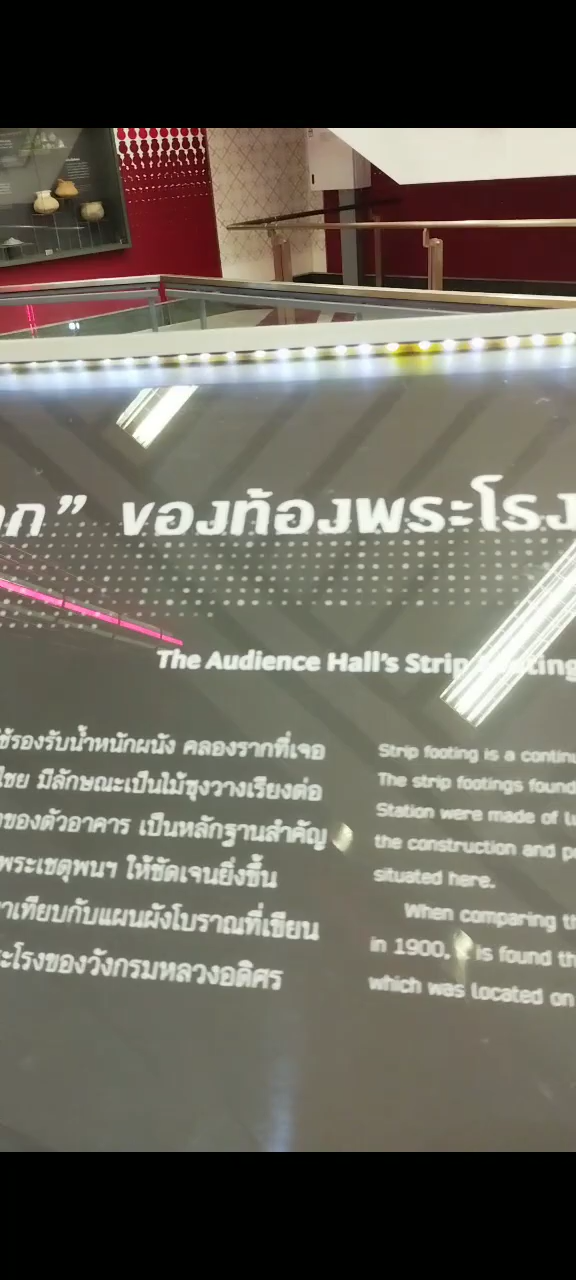 ของท้องพระโรง
The Audience Hall's Strip
ใช้รองรับน้ำหนักผนัง คลองรากที่เจอ
ไชย มีลักษณะเป็นไม้ซุงวางเรียงต่อ
ของตัวอาคาร เป็นหลักฐานสำคัญ
พระเชตุพนฯ ให้ชัดเจนยิ่งขึ้น
เทียบกับแผนผังโบราณที่เขียน
ะโรงของวังกรมหลวงอดิศร
Strip footing is a
The strip footings found
Station were made of
the construction and
situated here.
When comparing
in 1900, is found
which was located on